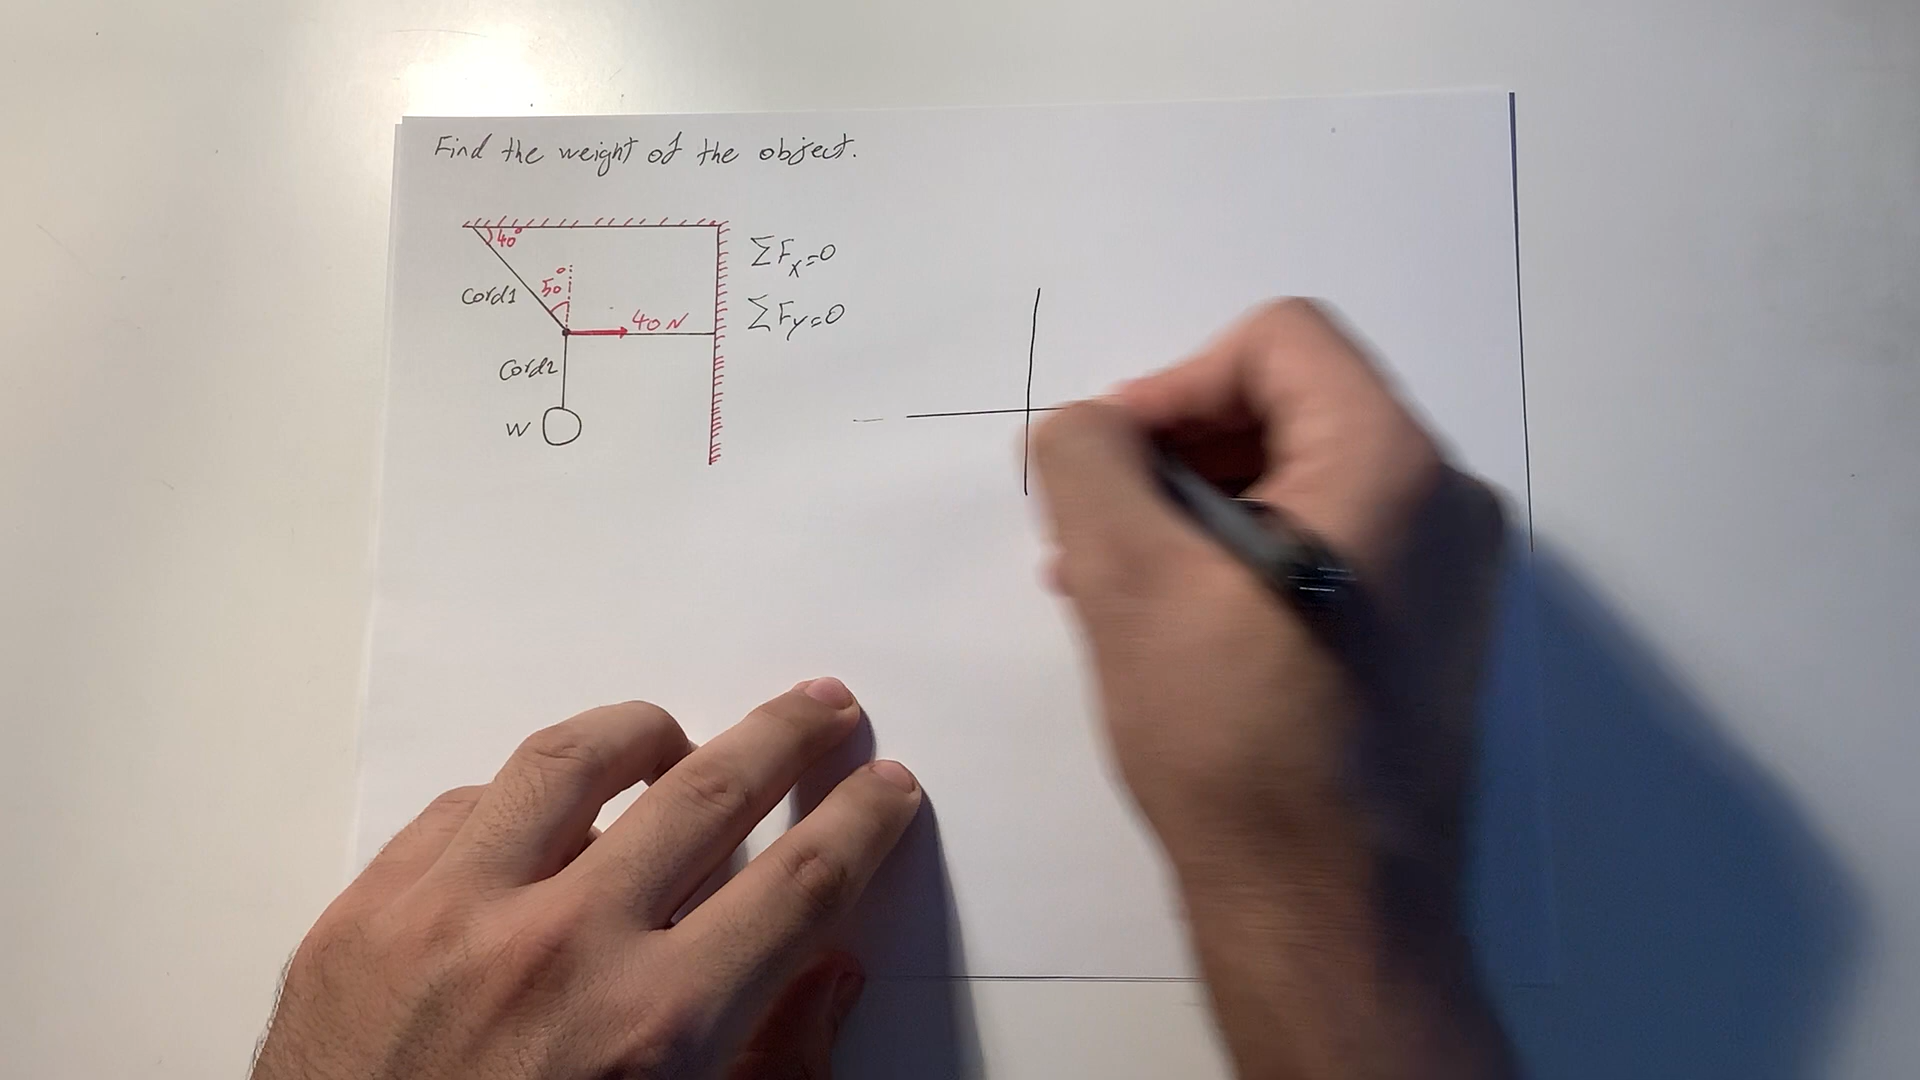 Find the weight of the object.
40°
50°
Cord1
40 N
Cord2
W
ΣFx=0
ΣFy=0